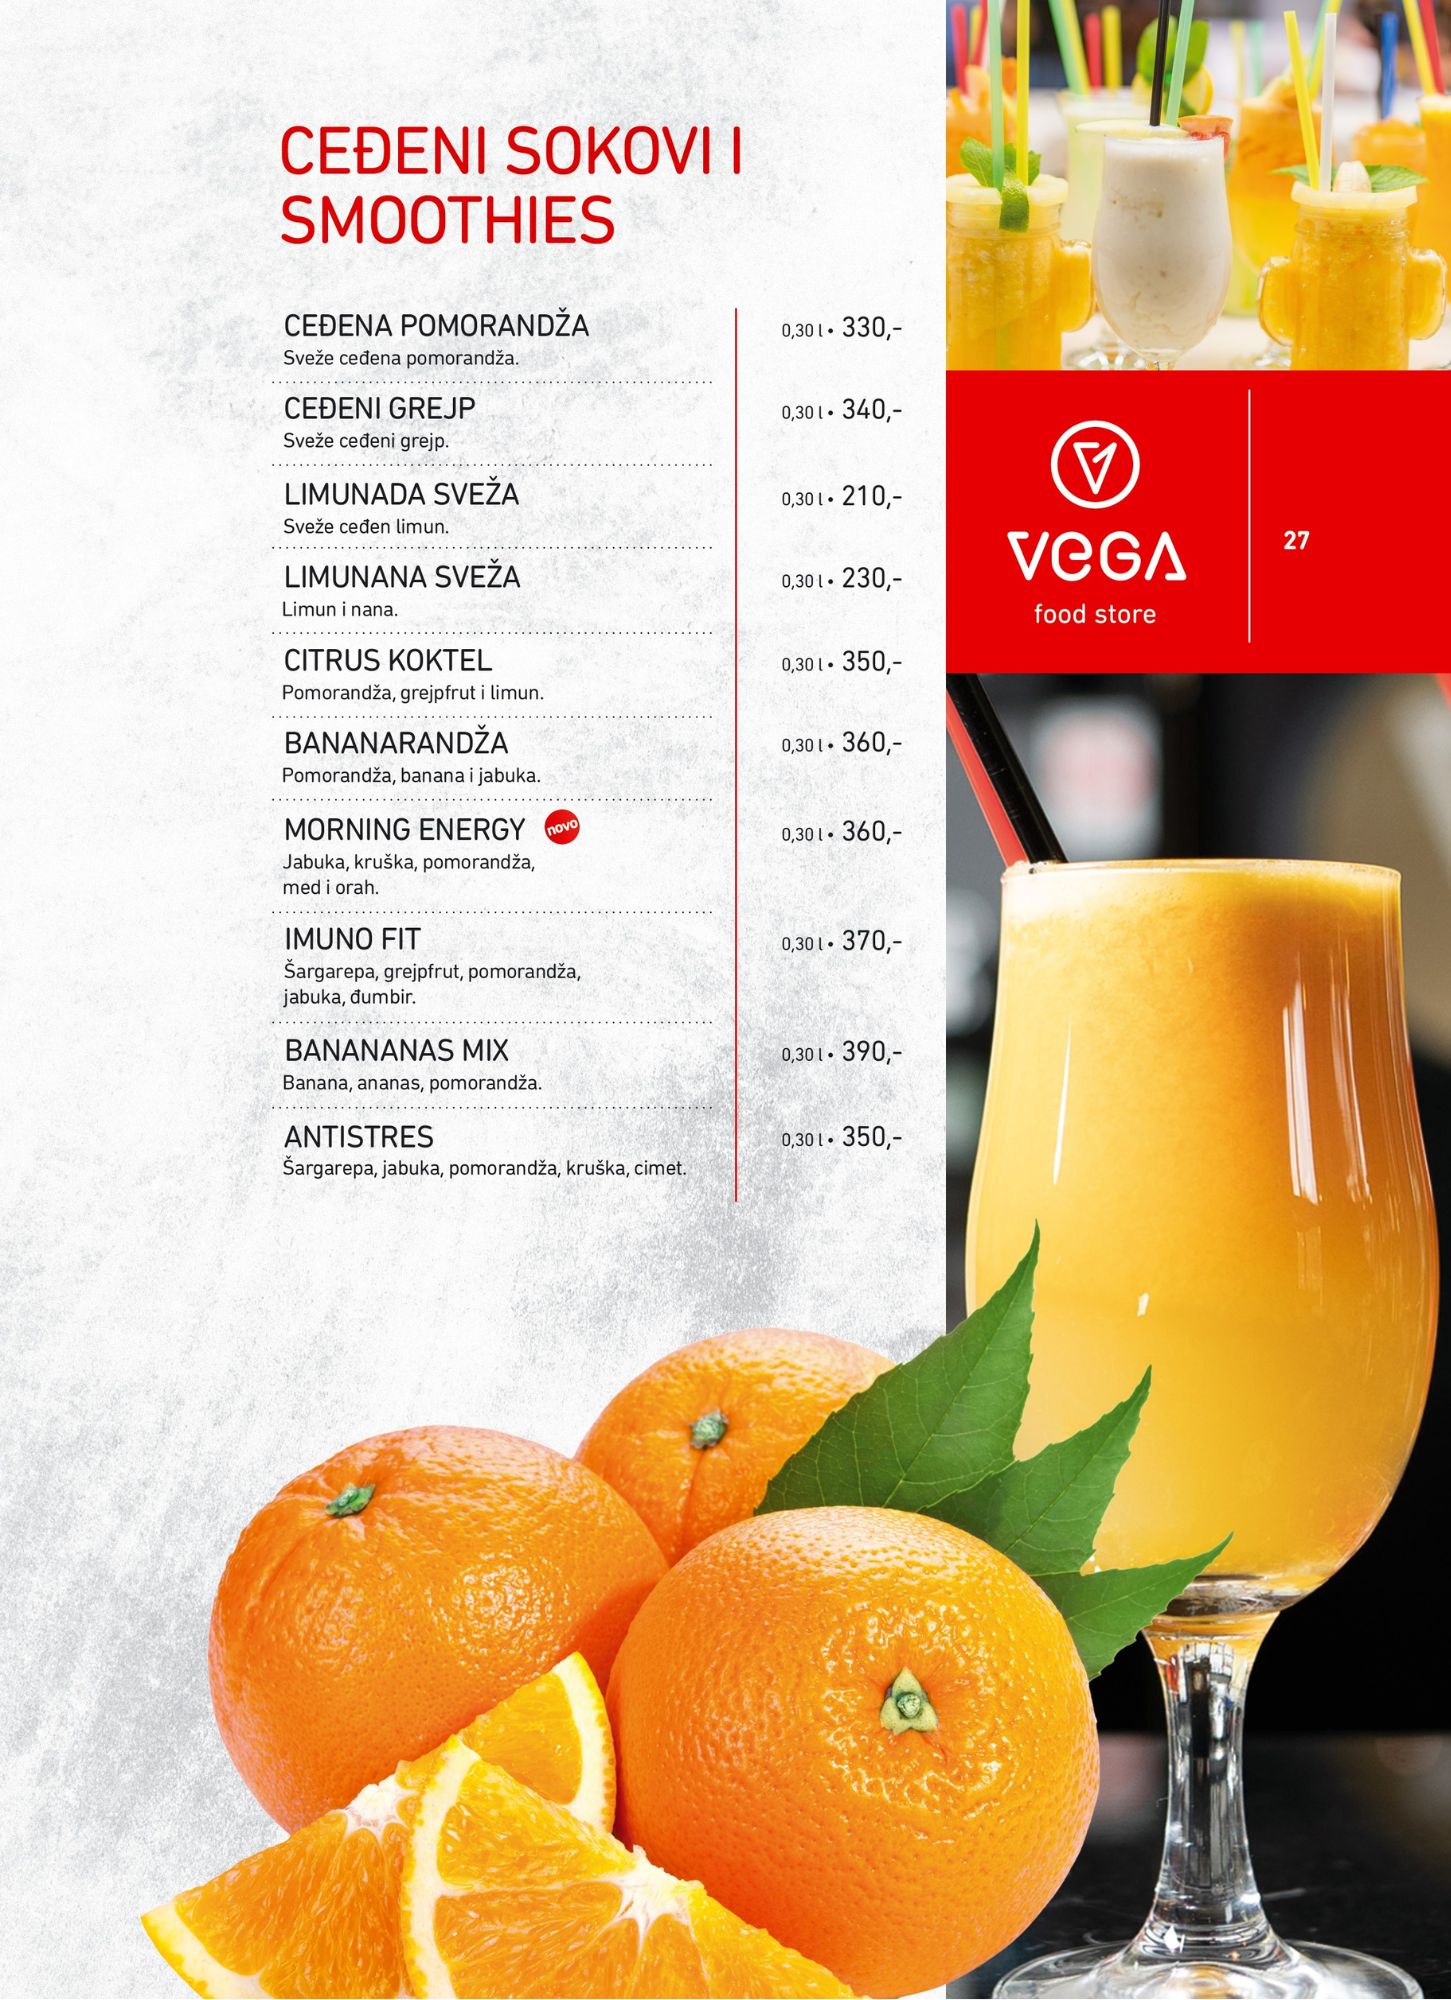 CEĐENI SOKOVI I
SMOOTHIES
CEĐENA POMORANDŽA
Sveže ceđena pomorandža.
0,30 l • 330,-
CEĐENI GREJP
Sveže ceđeni grejp.
0,30 l • 340,-
LIMUNADA SVEŽA
Sveže ceđen limun.
0,30 l • 210,-
LIMUNANA SVEŽA
Limun i nana.
0,30 l • 230,-
CITRUS KOKTEL
Pomorandža, grejpfrut i limun.
0,30 l • 350,-
BANANARANDŽA
Pomorandža, banana i jabuka.
0,30 l • 360,-
MORNING ENERGY novo
Jabuka, kruška, pomorandža,
med i orah.
0,30 l • 360,-
IMUNO FIT
Šargarepa, grejpfrut, pomorandža,
jabuka, đumbir.
0,30 l • 370,-
BANANANAS MIX
Banana, ananas, pomorandža.
0,30 l • 390,-
ANTISTRES
Šargarepa, jabuka, pomorandža, kruška, cimet.
0,30 l • 350,-
VeGA
food store
27